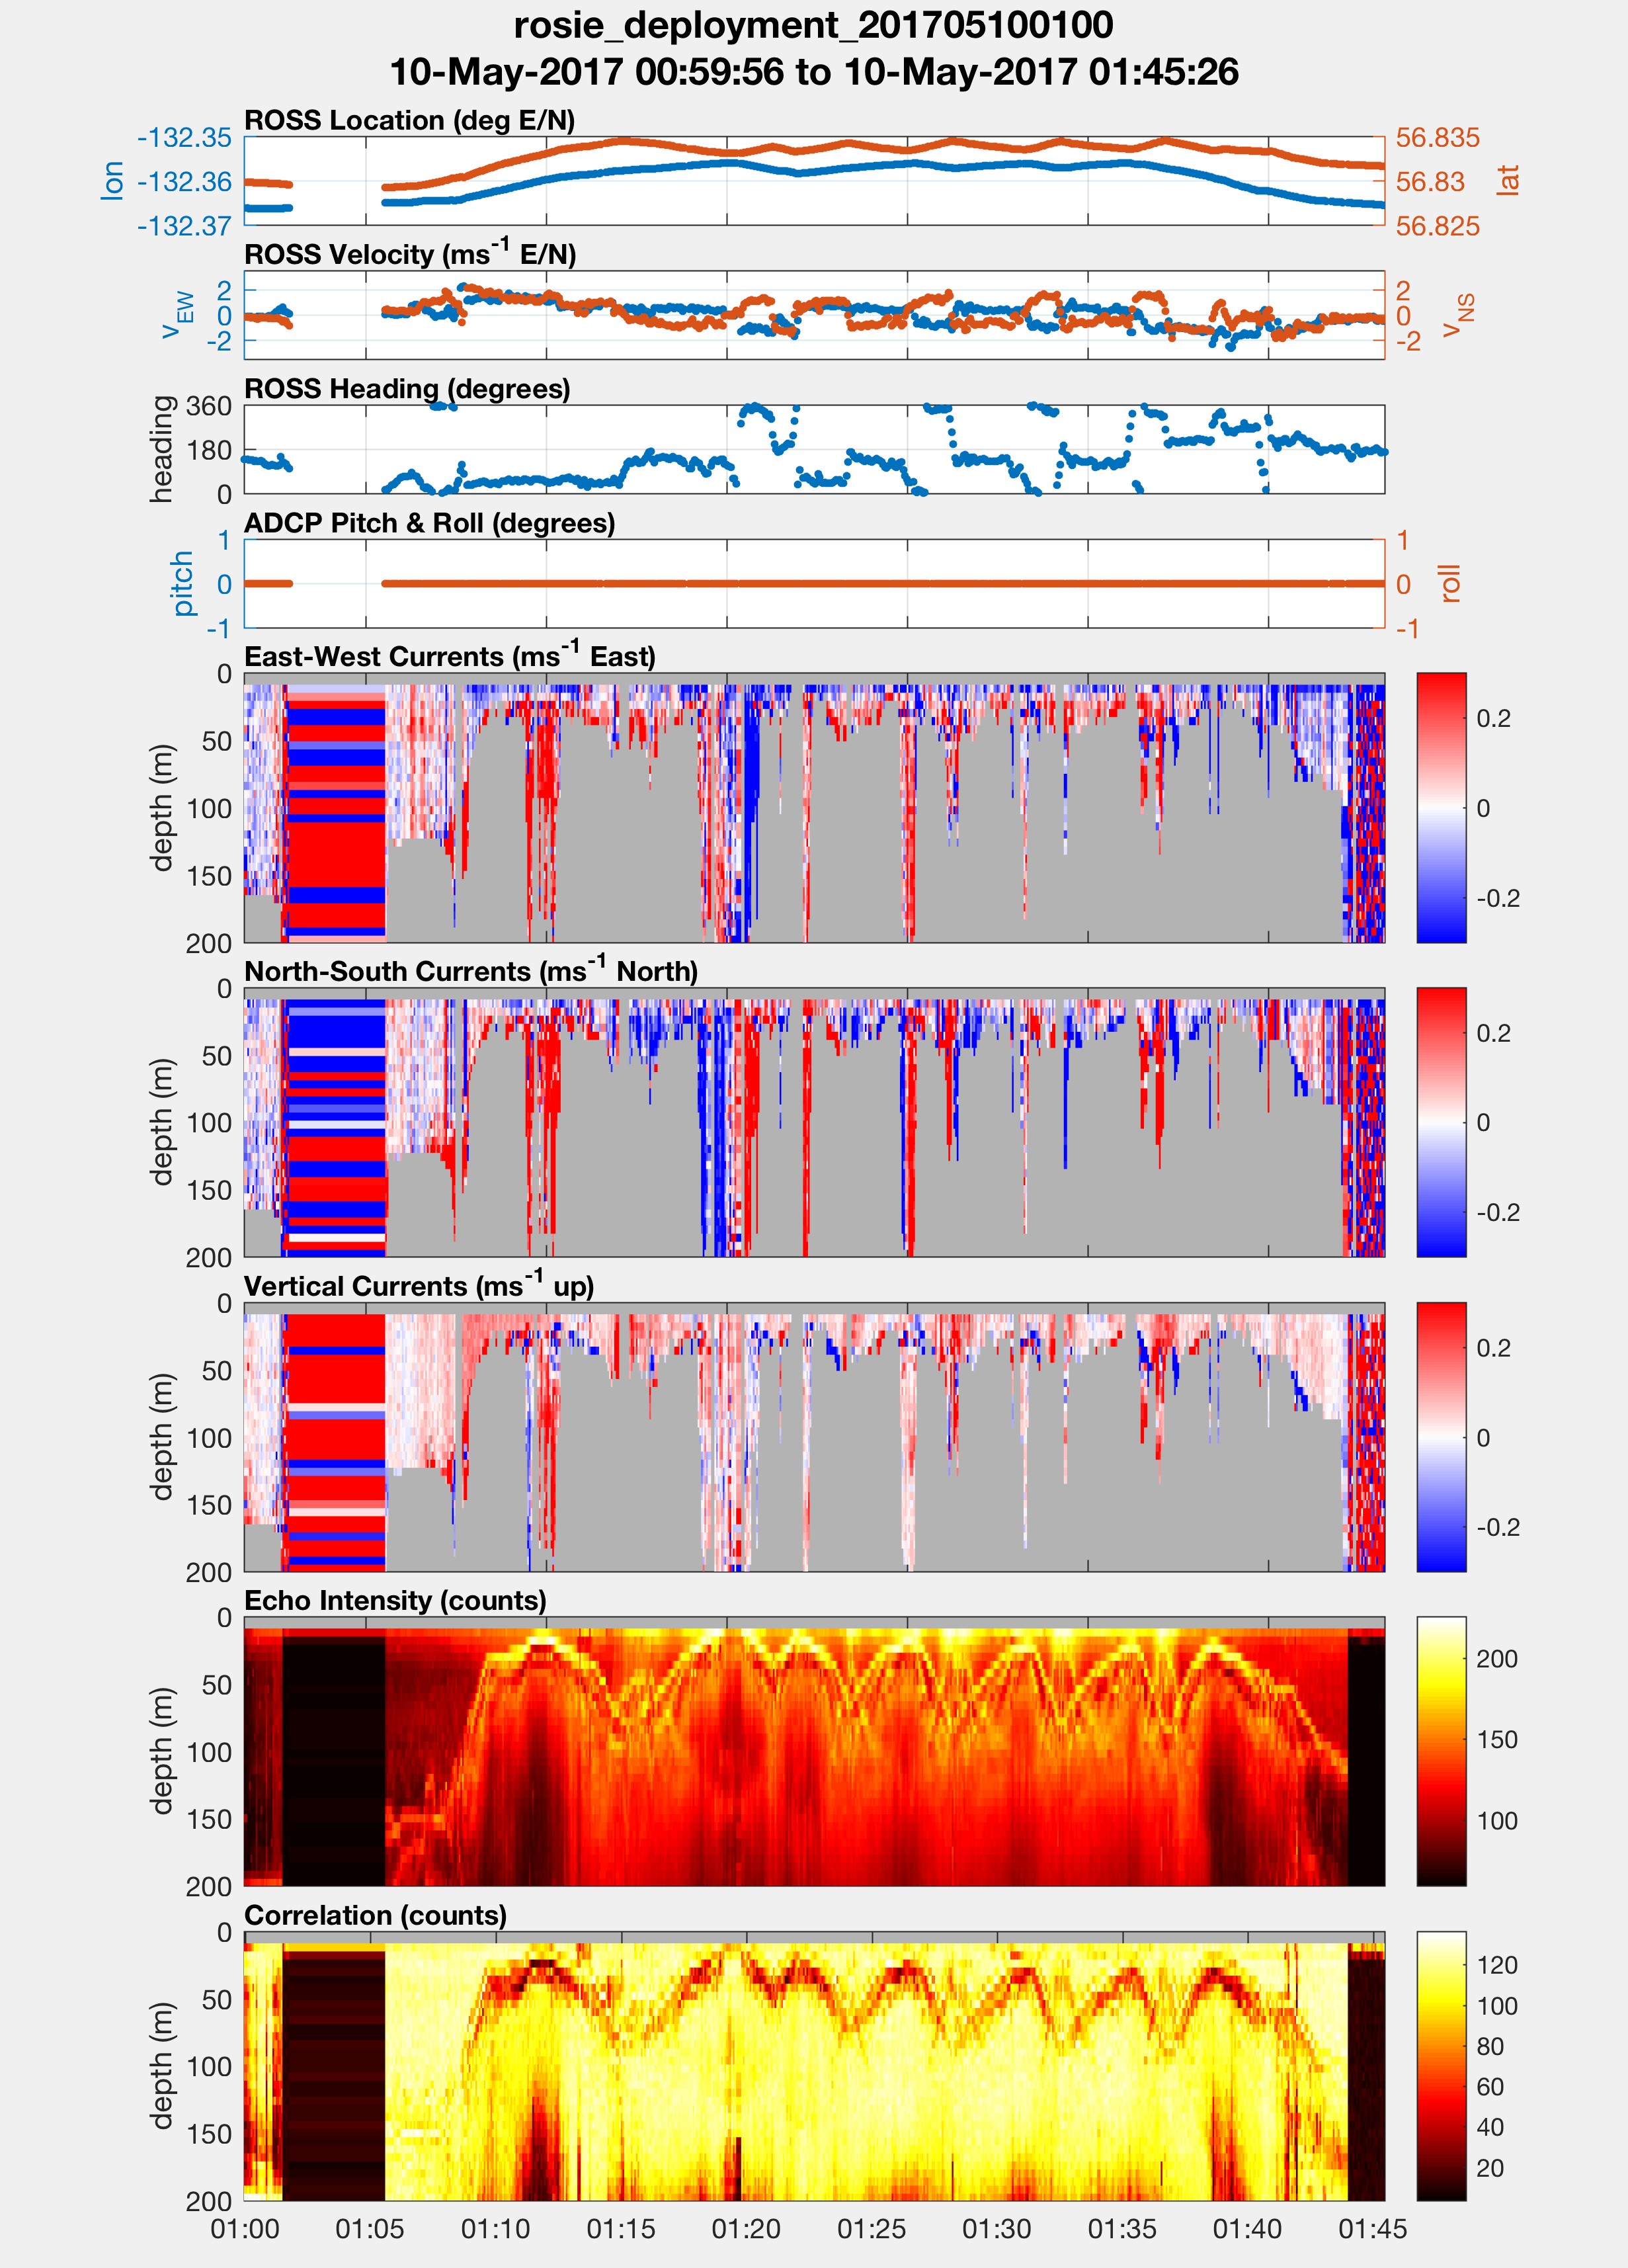 rosie_deployment_201705100100
10-May-2017 00:59:56 to 10-May-2017 01:45:26
ROSS Location (deg E/N)
-132.35
-132.36
-132.37
lon
56.835
56.83
56.825
lat
ROSS Velocity (ms-1 E/N)
2
0
-2
vEW
2
0
-2
vNS
ROSS Heading (degrees)
360
180
0
heading
ADCP Pitch & Roll (degrees)
1
0
-1
pitch
1
0
-1
roll
East-West Currents (ms-1 East)
0
50
100
150
200
depth (m)
0.2
0
-0.2
North-South Currents (ms-1 North)
0
50
100
150
200
depth (m)
0.2
0
-0.2
Vertical Currents (ms-1 up)
0
50
100
150
200
depth (m)
0.2
0
-0.2
Echo Intensity (counts)
0
50
100
150
200
depth (m)
200
150
100
Correlation (counts)
0
50
100
150
200
depth (m)
120
100
80
60
40
20
01:00 01:05 01:10 01:15 01:20 01:25 01:30 01:35 01:40 01:45